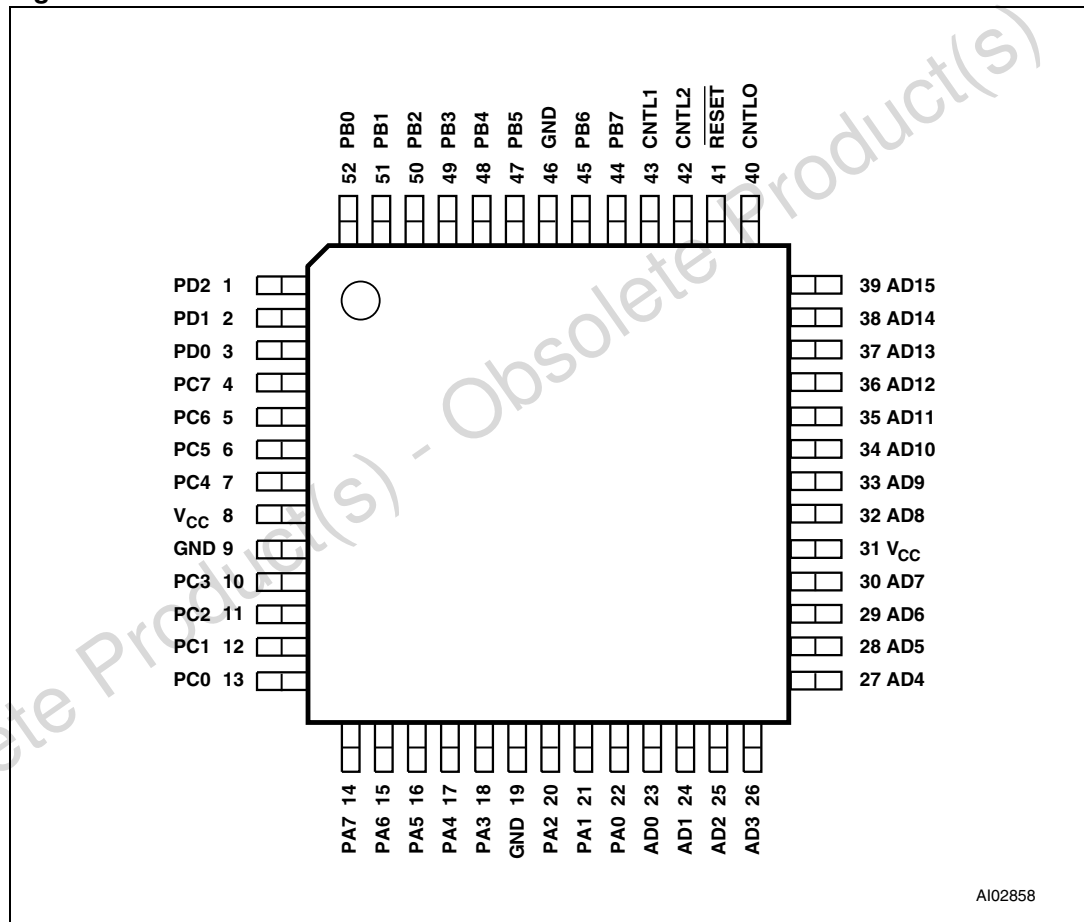 52 PB0
51 PB1
50 PB2
49 PB3
48 PB4
47 PB5
46 GND
45 PB6
44 PB7
43 CNTL1
42 CNTL2
41 RESET
40 CNTL0
PD2 1
PD1 2
PD0 3
PC7 4
PC6 5
PC5 6
PC4 7
VCC 8
GND 9
PC3 10
PC2 11
PC1 12
PC0 13
39 AD15
38 AD14
37 AD13
36 AD12
35 AD11
34 AD10
33 AD9
32 AD8
31 VCC
30 AD7
29 AD6
28 AD5
27 AD4
PA7 14
PA6 15
PA5 16
PA4 17
PA3 18
GND 19
PA2 20
PA1 21
PA0 22
AD0 23
AD1 24
AD2 25
AD3 26
AI02858
ete Product(s) - Obsolete Product(s)